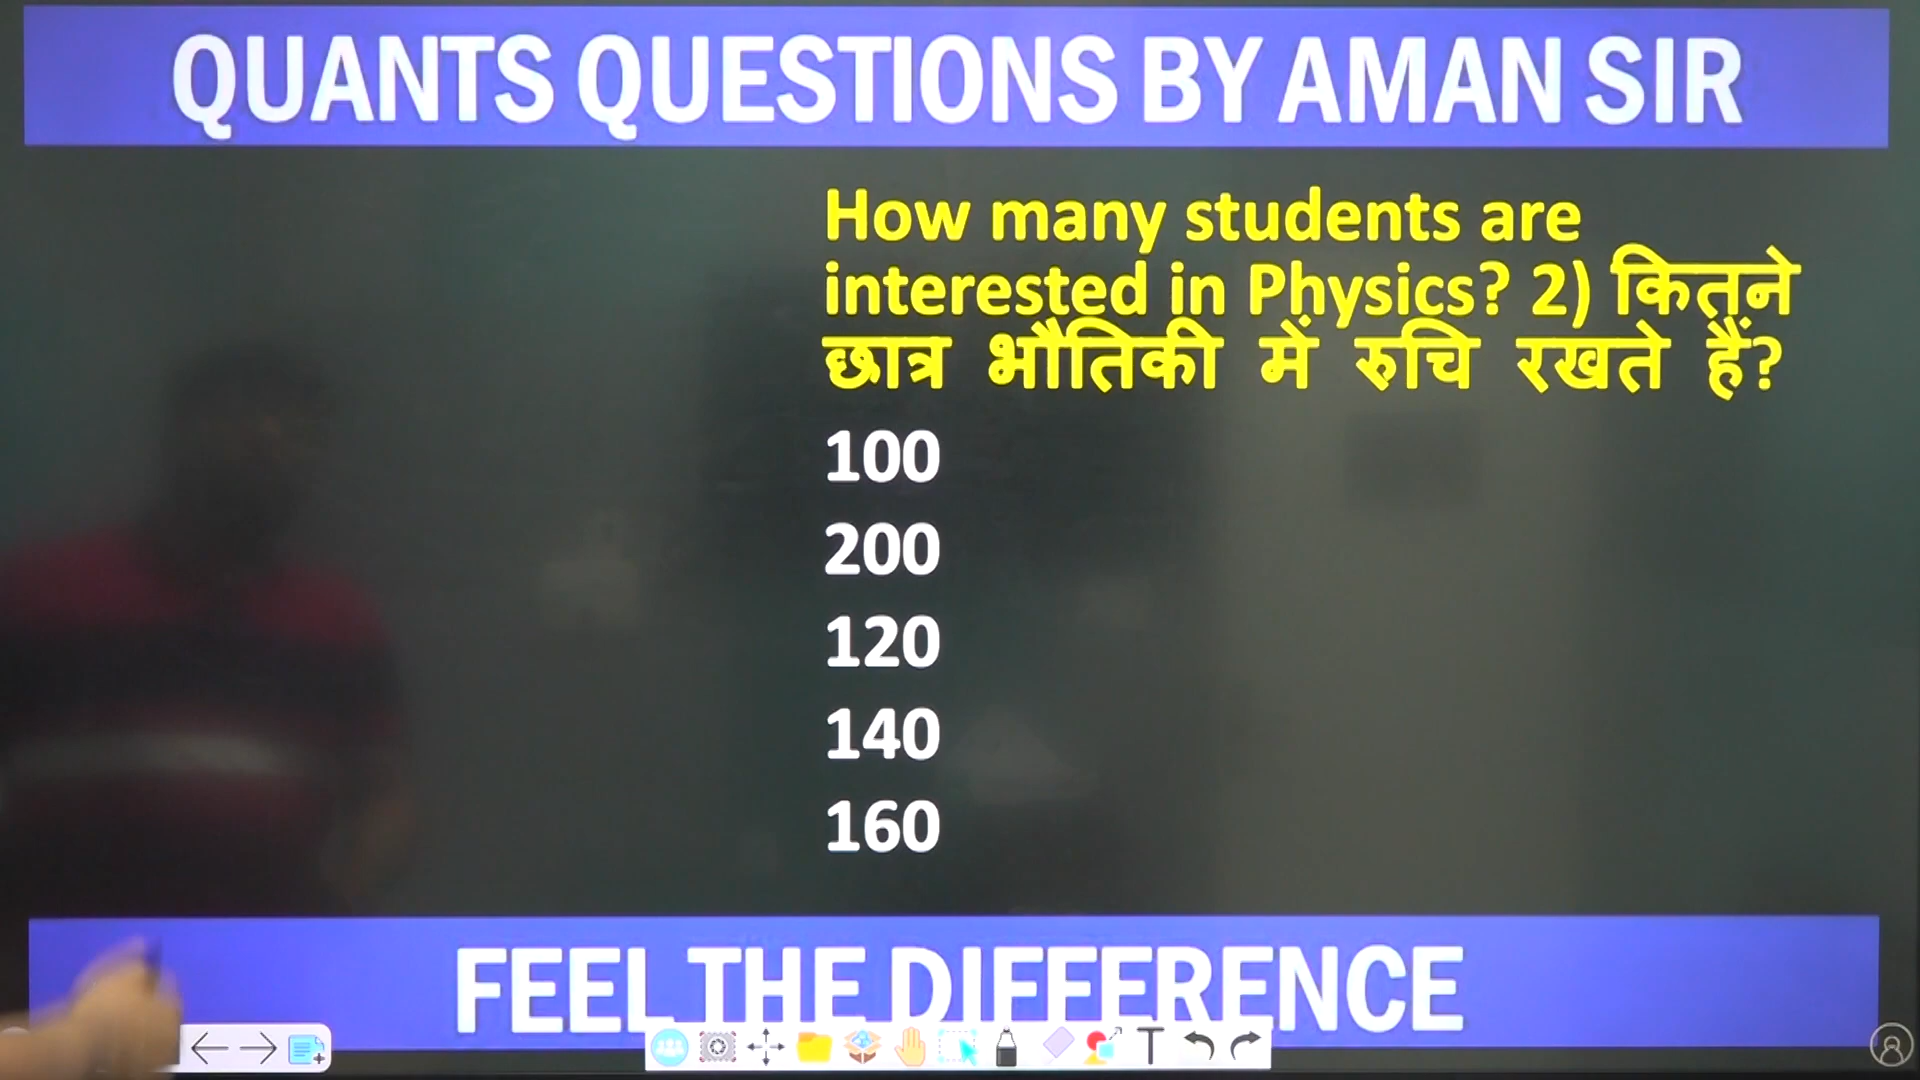 QUANTS QUESTIONS BY AMAN SIR
How many students are
interested in Physics? 2) कितने
छात्र भौतिकी में रुचि रखते हैं?
100
200
120
140
160
FEEL THE DIFFERENCE
T